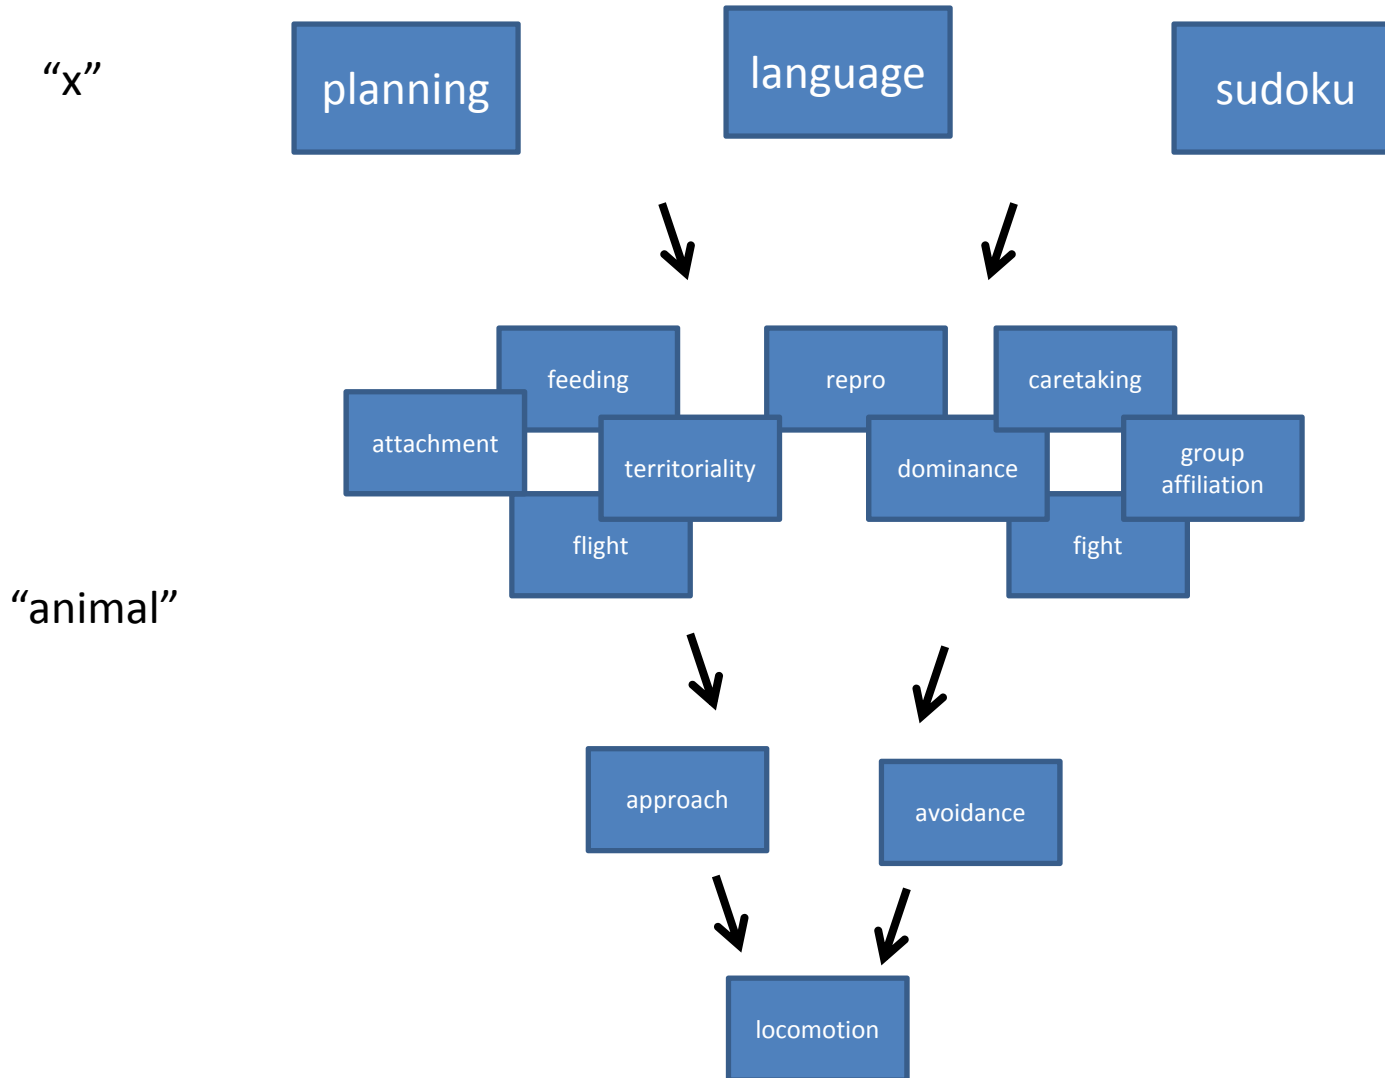 “x”
planning
language
sudoku
feeding
repro
caretaking
attachment
territoriality
dominance
group
affiliation
flight
fight
“animal”
approach
avoidance
locomotion